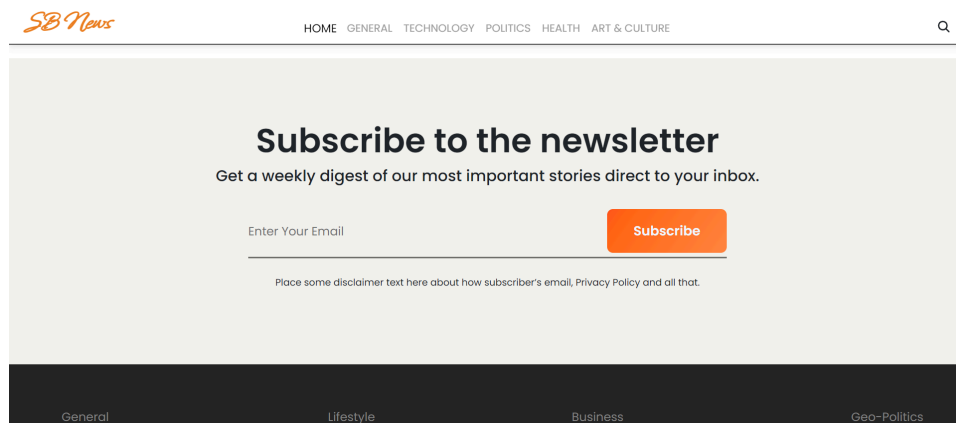 SB News
HOME GENERAL TECHNOLOGY POLITICS HEALTH ART & CULTURE
Subscribe to the newsletter
Get a weekly digest of our most important stories direct to your inbox.
Enter Your Email
Subscribe
Place some disclaimer text here about how subscriber's email, Privacy Policy and all that.
General Lifestyle Business Geo-Politics